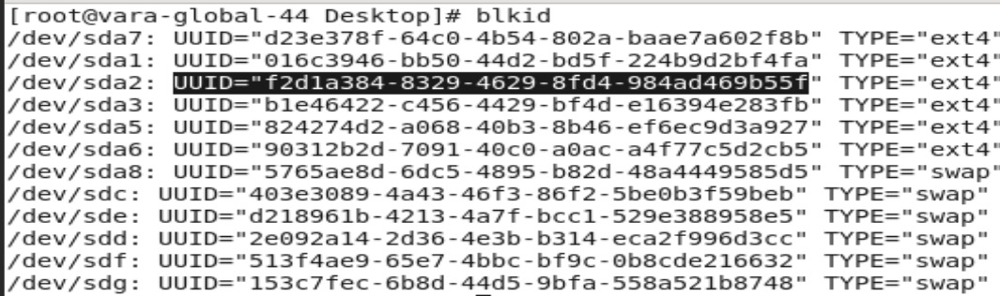 [root@vara-global-44 Desktop]# blkid
/dev/sda7: UUID="d23e378f-64c0-4b54-802a-baae7a602f8b" TYPE="ext4"
/dev/sda1: UUID="016c3946-bb50-44d2-bd5f-224b9d2bf4fa" TYPE="ext4"
/dev/sda2: UUID="f2d1a384-8329-4629-8fd4-984ad469b55f" TYPE="ext4"
/dev/sda3: UUID="b1e46422-c456-4429-bf4d-e16394e283fb" TYPE="ext4"
/dev/sda5: UUID="824274d2-a068-40b3-8b46-ef6ec9d3a927" TYPE="ext4"
/dev/sda6: UUID="90312b2d-7091-40c0-a0ac-a4f77c5d2cb5" TYPE="ext4"
/dev/sda8: UUID="5765ae8d-6dc5-4895-b82d-48a4449585d5" TYPE="swap"
/dev/sdc: UUID="403e3089-4a43-46f3-86f2-5be0b3f59beb" TYPE="swap"
/dev/sde: UUID="d218961b-4213-4a7f-bcc1-529e388958e5" TYPE="swap"
/dev/sdd: UUID="2e092a14-2d36-4e3b-b314-eca2f996d3cc" TYPE="swap"
/dev/sdf: UUID="513f4ae9-65e7-4bbc-bf9c-0b8cde216632" TYPE="swap"
/dev/sdg: UUID="153c7fec-6b8d-44d5-9bfa-558a521b8748" TYPE="swap"